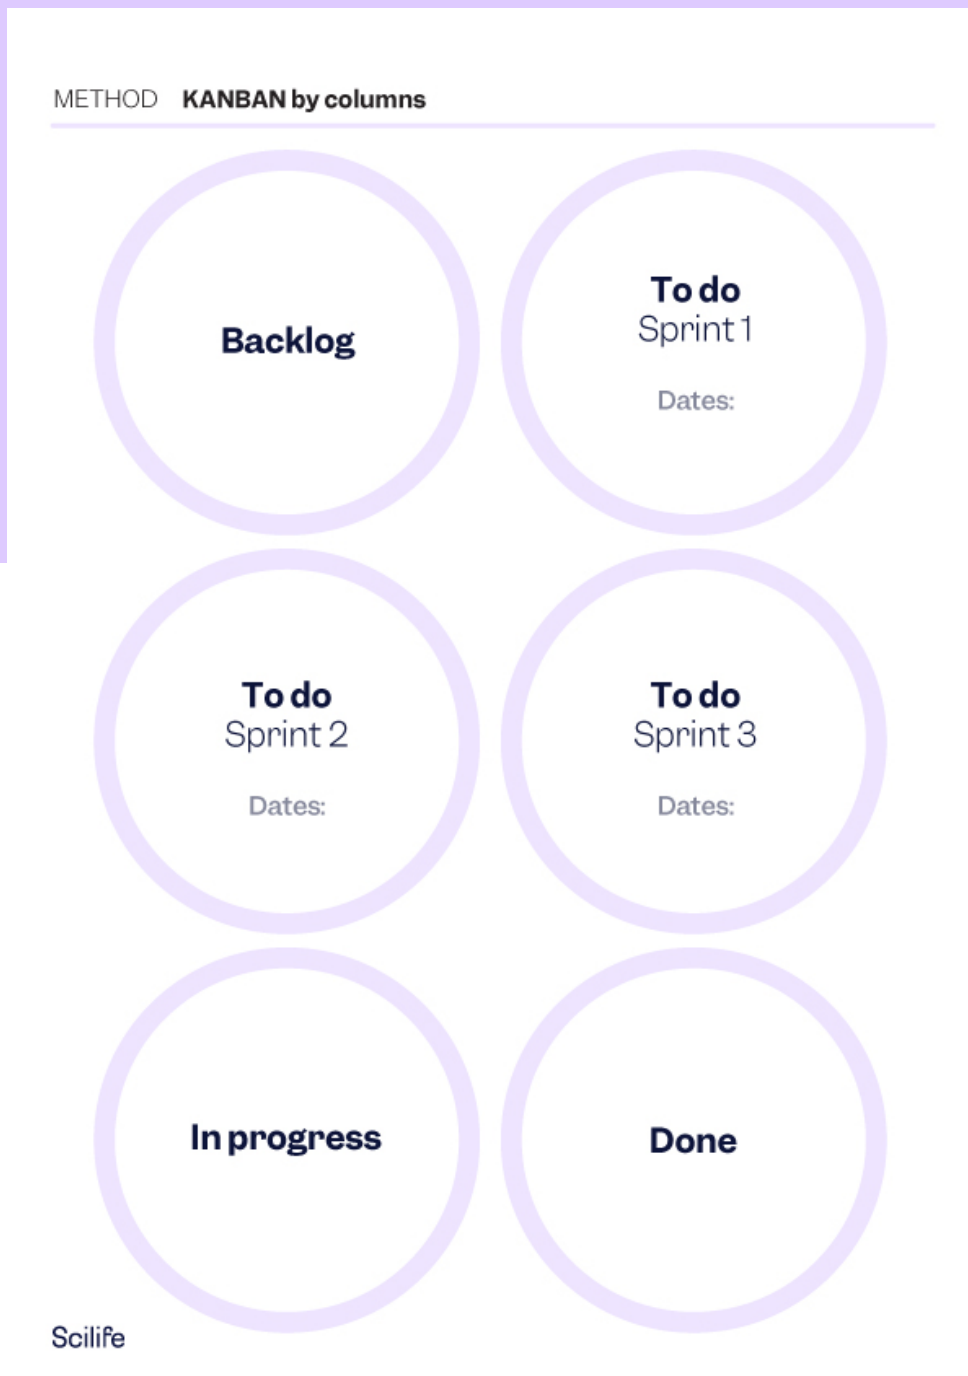 METHOD KANBAN by columns
Backlog
To do
Sprint 1
Dates:
To do
Sprint 2
Dates:
To do
Sprint 3
Dates:
In progress
Done
Scilife